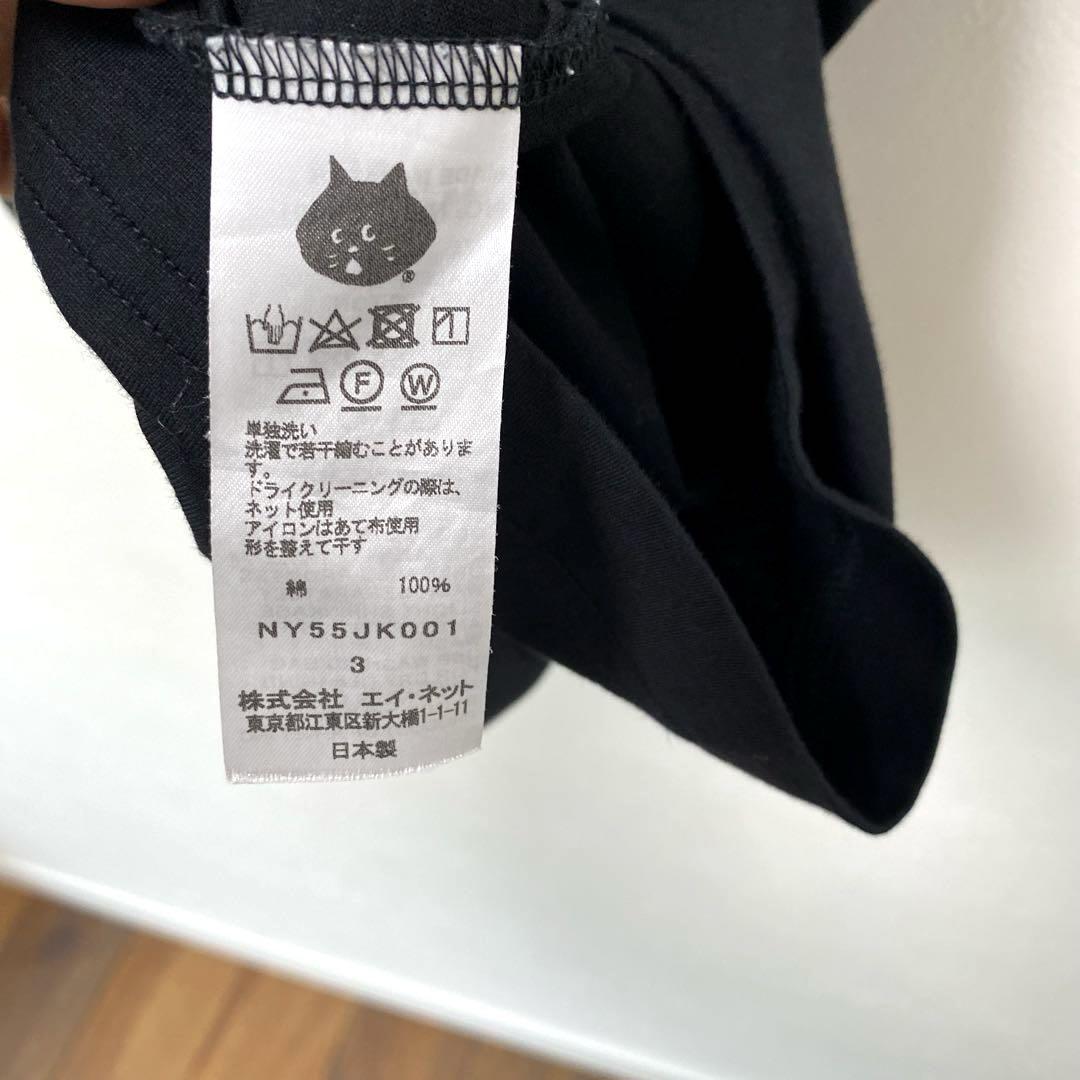 ®
F W
単独洗い
洗濯で若干縮むことがありま
す。
ドライクリーニングの際は、
ネット使用
アイロンはあて布使用
形を整えて干す
綿 100%
NY55JK001
3
株式会社 エイ・ネット
東京都江東区新大橋1-1-11
日本製